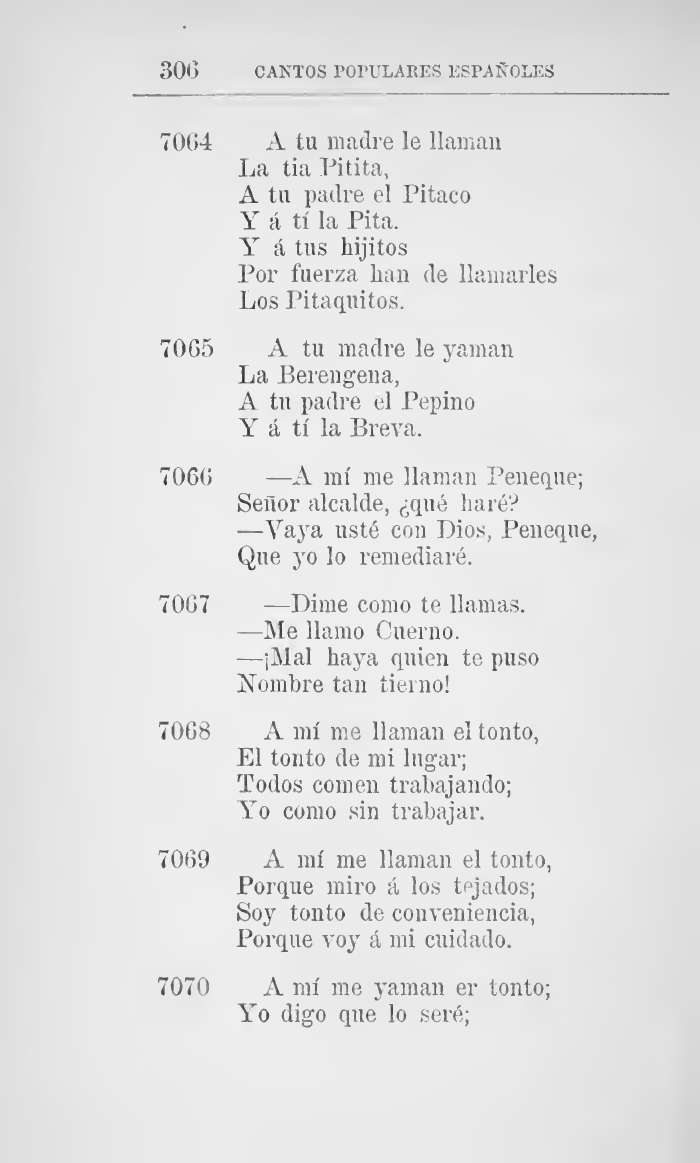 306 CANTOS POPULARES ESPAÑOLES
7064 A tu madre le llaman
La tia Pitita,
A tu padre el Pitaco
Y á tí la Pita.
Y á tus hijitos
Por fuerza han de llamarles
Los Pitaquitos.
7065 A tu madre le yaman
La Berengena,
A tu padre el Pepino
Y á tí la Breva.
7066 —A mí me llaman Peneque;
Señor alcalde, ¿qué haré?
—Vaya usté con Dios, Peneque,
Que yo lo remediaré.
7067 —Dime como te llamas.
—Me llamo Cuerno.
—¡Mal haya quien te puso
Nombre tan tierno!
7068 A mí me llaman el tonto,
El tonto de mi lugar;
Todos comen trabajando;
Yo como sin trabajar.
7069 A mí me llaman el tonto,
Porque miro á los tejados;
Soy tonto de conveniencia,
Porque voy á mi cuidado.
7070 A mí me yaman er tonto;
Yo digo que lo seré;